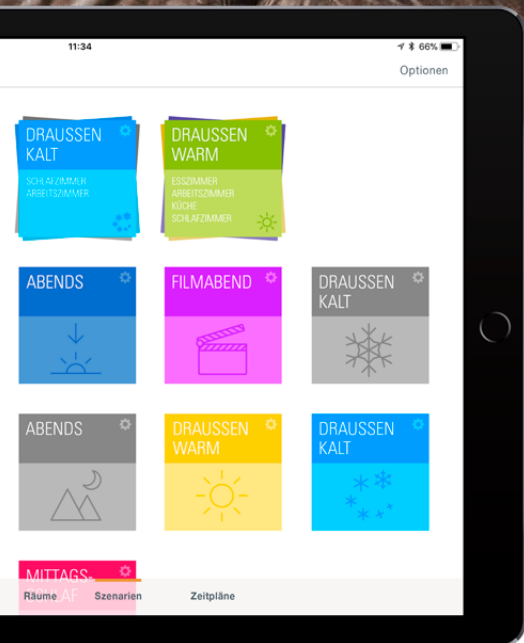 11:34
66%
Optionen
DRAUSSEN
KALT
SCHLAFZIMMER
ARBEITSZIMMER
DRAUSSEN
WARM
ESSZIMMER
ARBEITSZIMMER
KÜCHE
SCHLAFZIMMER
ABENDS
FILMABEND
DRAUSSEN
KALT
ABENDS
DRAUSSEN
WARM
DRAUSSEN
KALT
MITTAGS-
SCHLAF
Räume
Szenarien
Zeitpläne